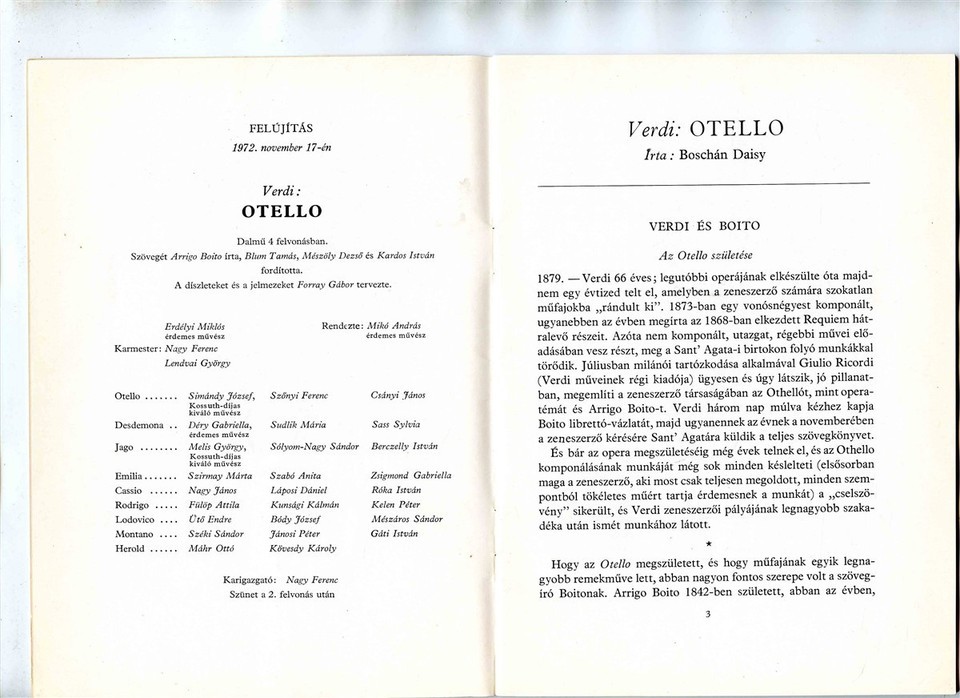 FELÚJÍTÁS
1972. november 17-én
Verdi:
OTELLO
Dalmű 4 felvonásban.
Szövegét Arrigo Boito írta, Blum Tamás, Mészöly Dezső és Kardos István
fordította.
A díszleteket és a jelmezeket Forray Gábor tervezte.
Erdélyi Miklós
érdemes művész
Karmester: Nagy Ferenc
Lendvai György
Rendezte: Mikó András
érdemes művész
Otello ....... Simándy József, Szőnyi Ferenc Csányi János
Kossuth-díjas
kiváló művész
Desdemona .. Déry Gabriella, Sudlik Mária Sass Sylvia
érdemes művész
Jago ........ Melis György, Sólyom-Nagy Sándor Berczelly István
Kossuth-díjas
kiváló művész
Emilia....... Szirmay Márta Szabó Anita Zsigmond Gabriella
Cassio ...... Nagy János Láposi Dániel Róka István
Rodrigo ..... Fülöp Attila Kunsági Kálmán Kelen Péter
Lodovico .... Ütő Endre Bódy József Mészáros Sándor
Montano .... Széki Sándor Jánosi Péter Gáti István
Herold ...... Máhr Ottó Kövesdy Károly
Karigazgató: Nagy Ferenc
Szünet a 2. felvonás után
Verdi: OTELLO
Írta: Boschán Daisy
VERDI ÉS BOITO
Az Otello születése
1879. — Verdi 66 éves; legutóbbi operájának elkészülte óta majd-
nem egy évtized telt el, amelyben a zeneszerző számára szokatlan
műfajokba „rándult ki”. 1873-ban egy vonósnégyest komponált,
ugyanebben az évben megírta az 1868-ban elkezdett Requiem hát-
ralevő részeit. Azóta nem komponált, utazgat, régebbi művei elő-
adásában vesz részt, meg a Sant' Agata-i birtokon folyó munkákkal
törődik. Júliusban milánói tartózkodása alkalmával Giulio Ricordi
(Verdi műveinek régi kiadója) ügyesen és úgy látszik, jó pillanat-
ban, megemlíti a zeneszerző társaságában az Othellót, mint opera-
témát és Arrigo Boito-t. Verdi három nap múlva kézhez kapja
Boito librettó-vázlatát, majd ugyanennek az évnek a novemberében
a zeneszerző kérésére Sant' Agatára küldik a teljes szövegkönyvet.
És bár az opera megszületéséig még évek telnek el, és az Othello
komponálásának munkáját még sok minden késlelteti (elsősorban
maga a zeneszerző, aki most csak teljesen megoldott, minden szem-
pontból tökéletes műért tartja érdemesnek a munkát) a „cselszö-
vény” sikerült, és Verdi zeneszerzői pályájának legnagyobb szaka-
déka után ismét munkához látott.
*
Hogy az Otello megszületett, és hogy műfajának egyik legna-
gyobb remekműve lett, abban nagyon fontos szerepe volt a szöveg-
író Boitonak. Arrigo Boito 1842-ben született, abban az évben,
3